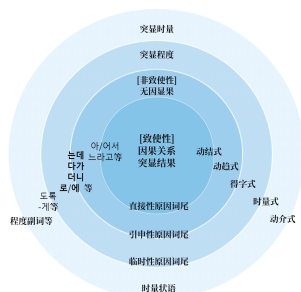 突显时量
突显程度
[非致使性]
无因显果
[致使性]
因果关系
突显结果
아/어서
느라고等
는데
다가
더니
로/에 等
도록
-게等
程度副词等
动结式
动趋式
得字式
时量式
动介式
直接性原因词尾
引申性原因词尾
临时性原因词尾
时量状语